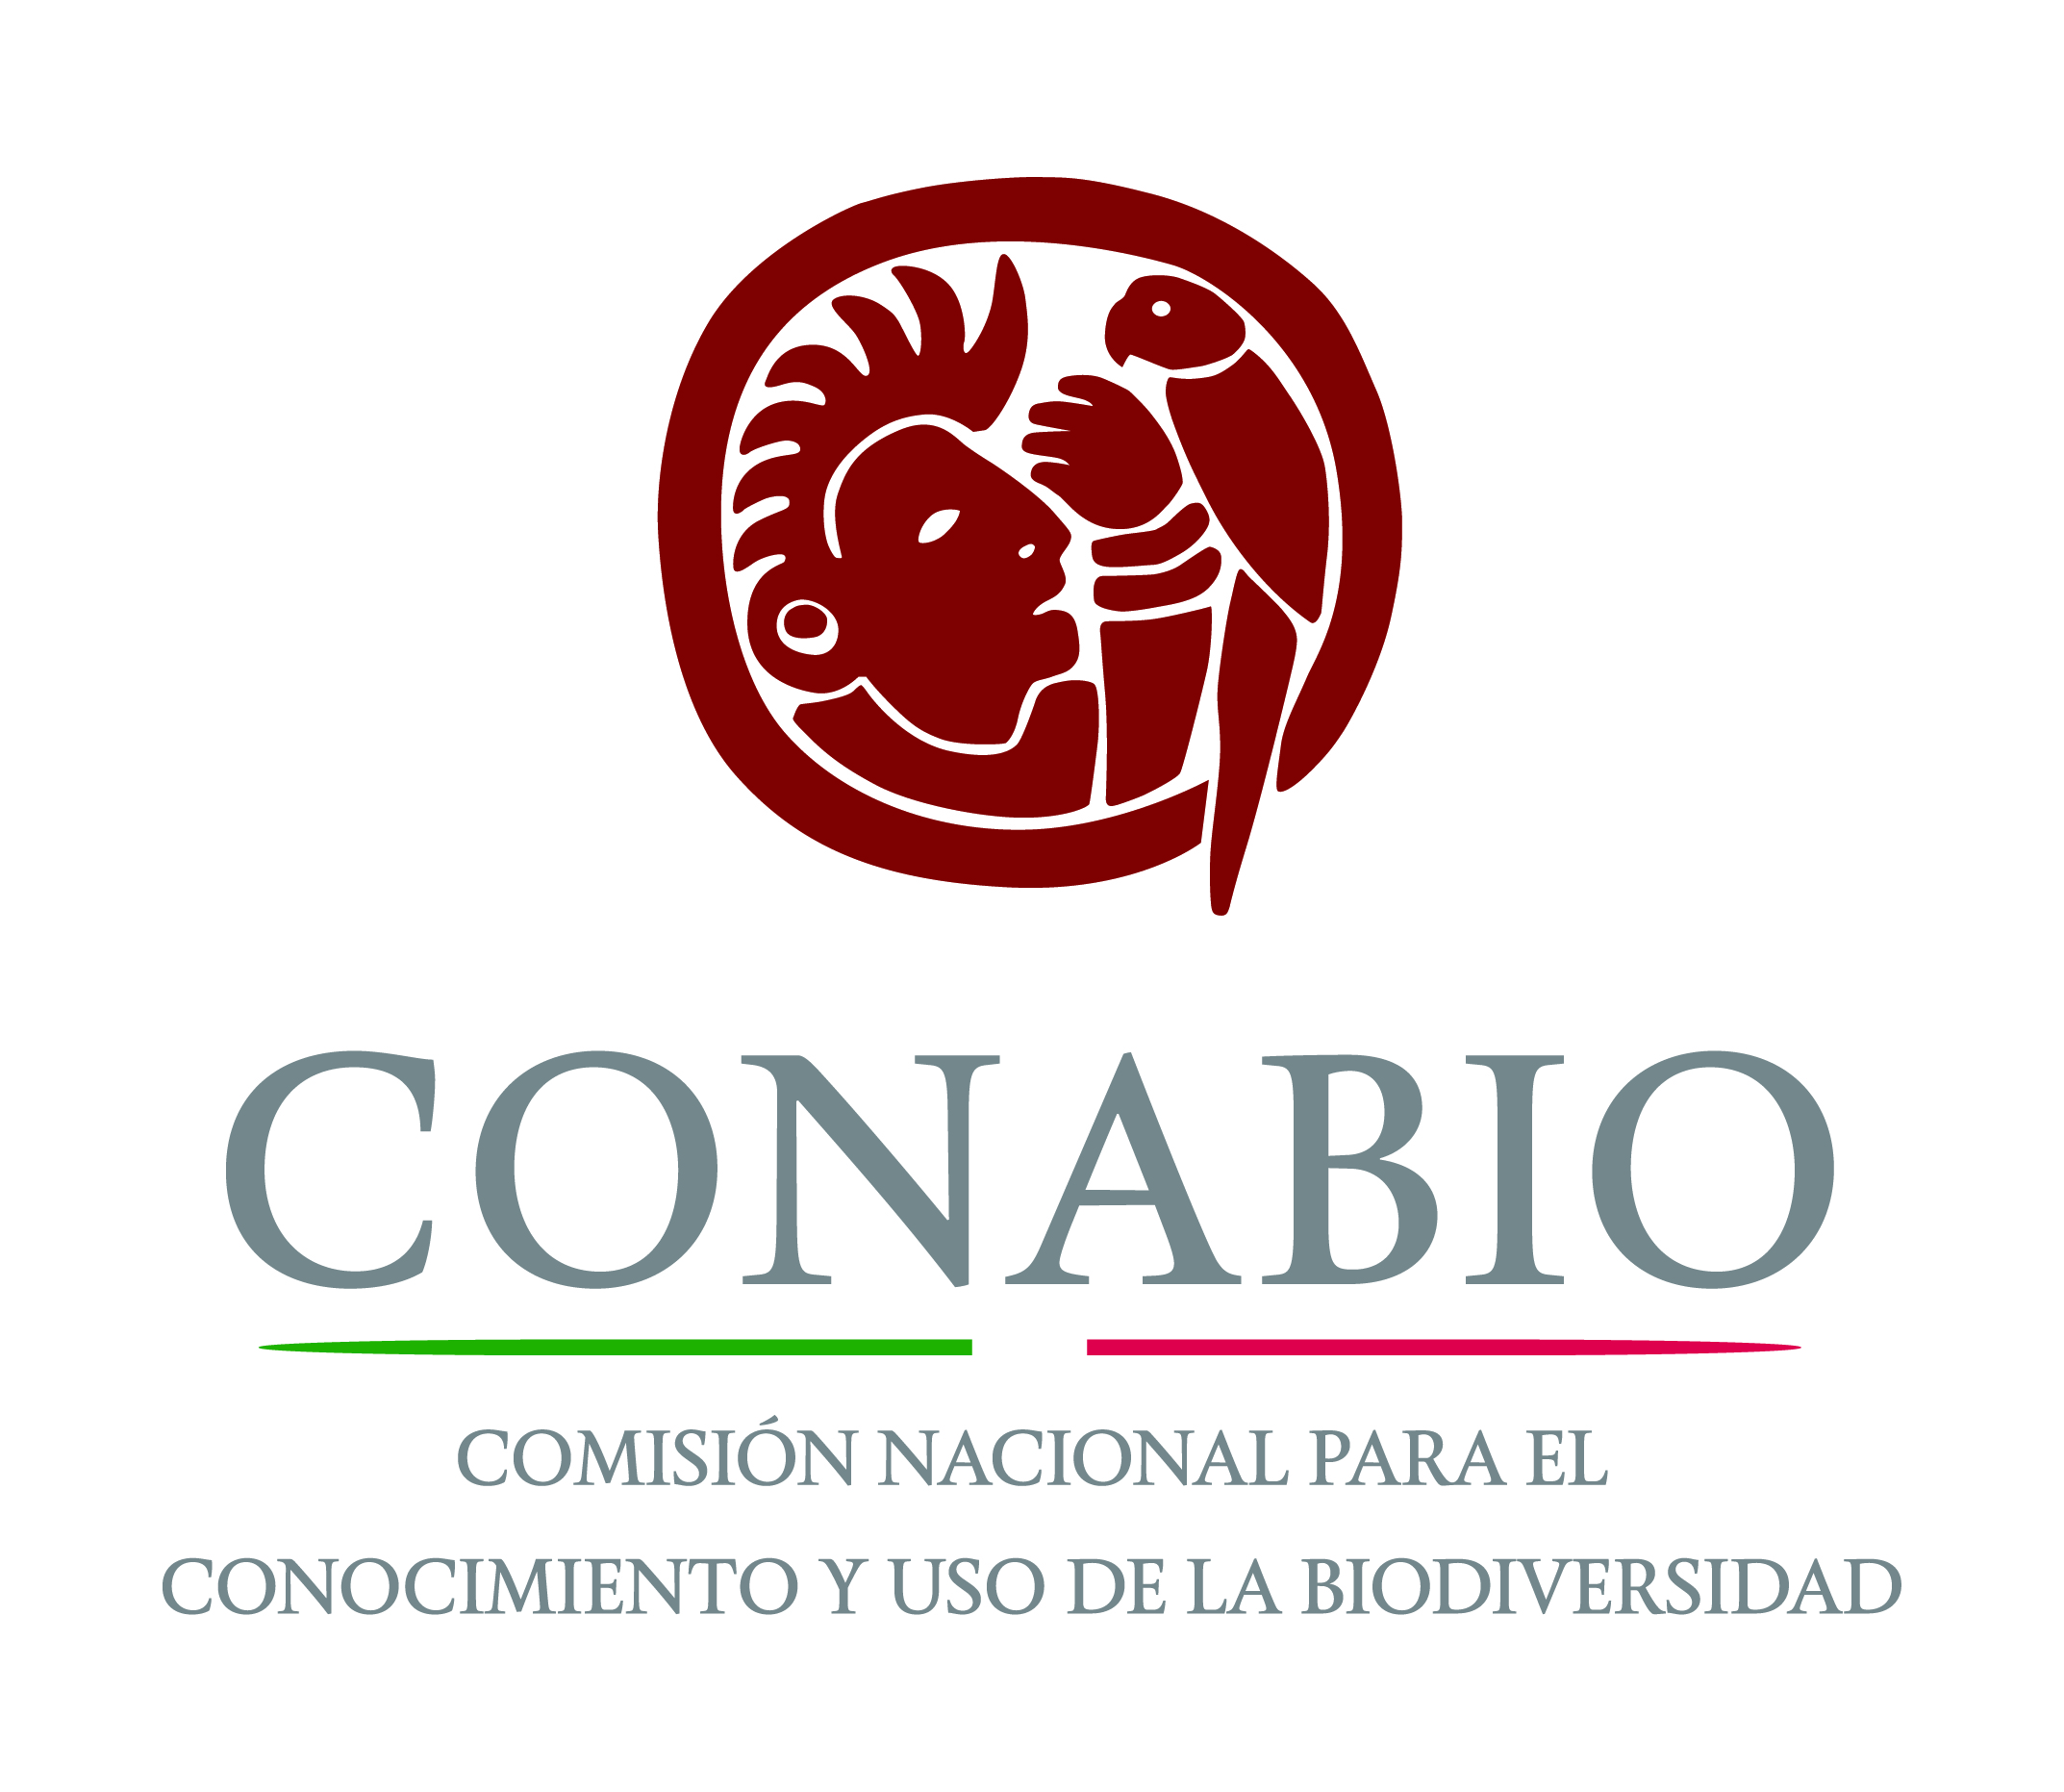 CONABIO
COMISIÓN NACIONAL PARA EL
CONOCIMIENTO Y USO DE LA BIODIVERSIDAD